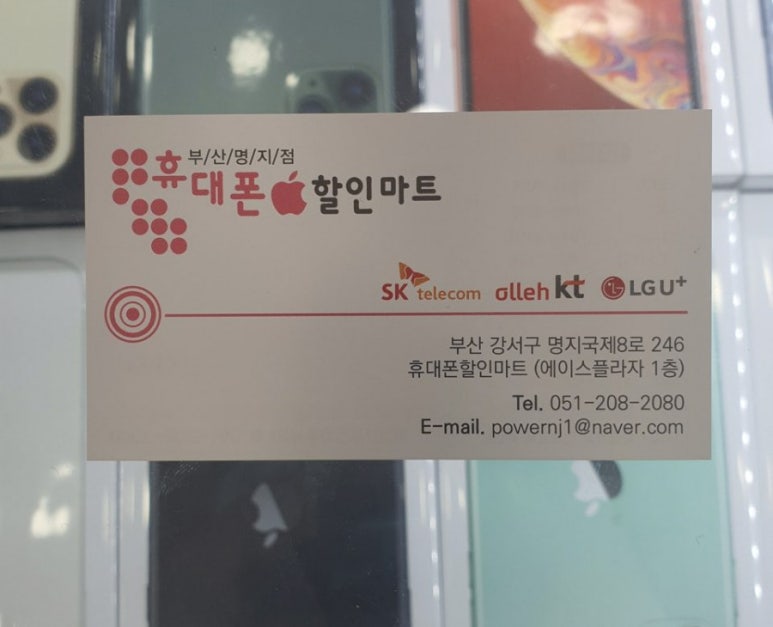 부/산/명/지/점
휴대폰 할인마트
SK telecom olleh kt LG U+
부산 강서구 명지국제8로 246
휴대폰할인마트 (에이스플라자 1층)
Tel. 051-208-2080
E-mail. powernj1@naver.com